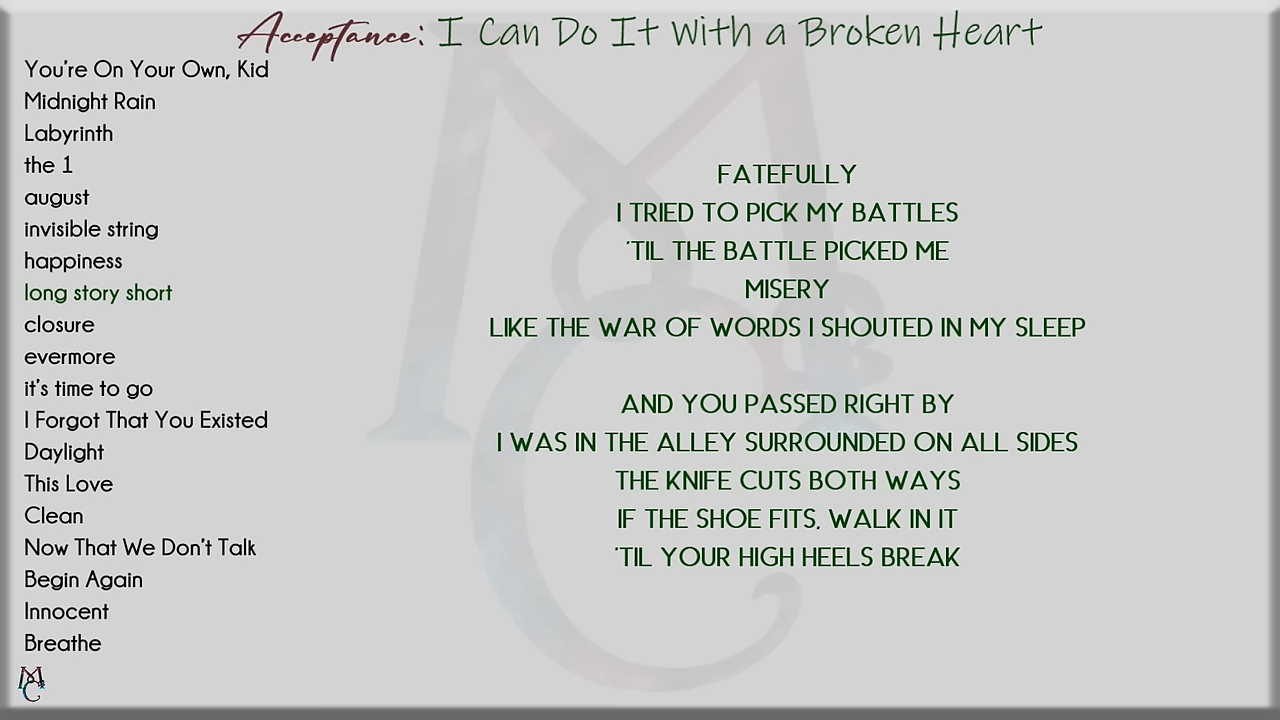 Acceptance: I Can Do It With a Broken Heart
You're On Your Own, Kid
Midnight Rain
Labyrinth
the 1
august
invisible string
happiness
long story short
closure
evermore
it's time to go
I Forgot That You Existed
Daylight
This Love
Clean
Now That We Don't Talk
Begin Again
Innocent
Breathe
FATEFULLY
I TRIED TO PICK MY BATTLES
'TIL THE BATTLE PICKED ME
MISERY
LIKE THE WAR OF WORDS I SHOUTED IN MY SLEEP
AND YOU PASSED RIGHT BY
I WAS IN THE ALLEY SURROUNDED ON ALL SIDES
THE KNIFE CUTS BOTH WAYS
IF THE SHOE FITS, WALK IN IT
'TIL YOUR HIGH HEELS BREAK